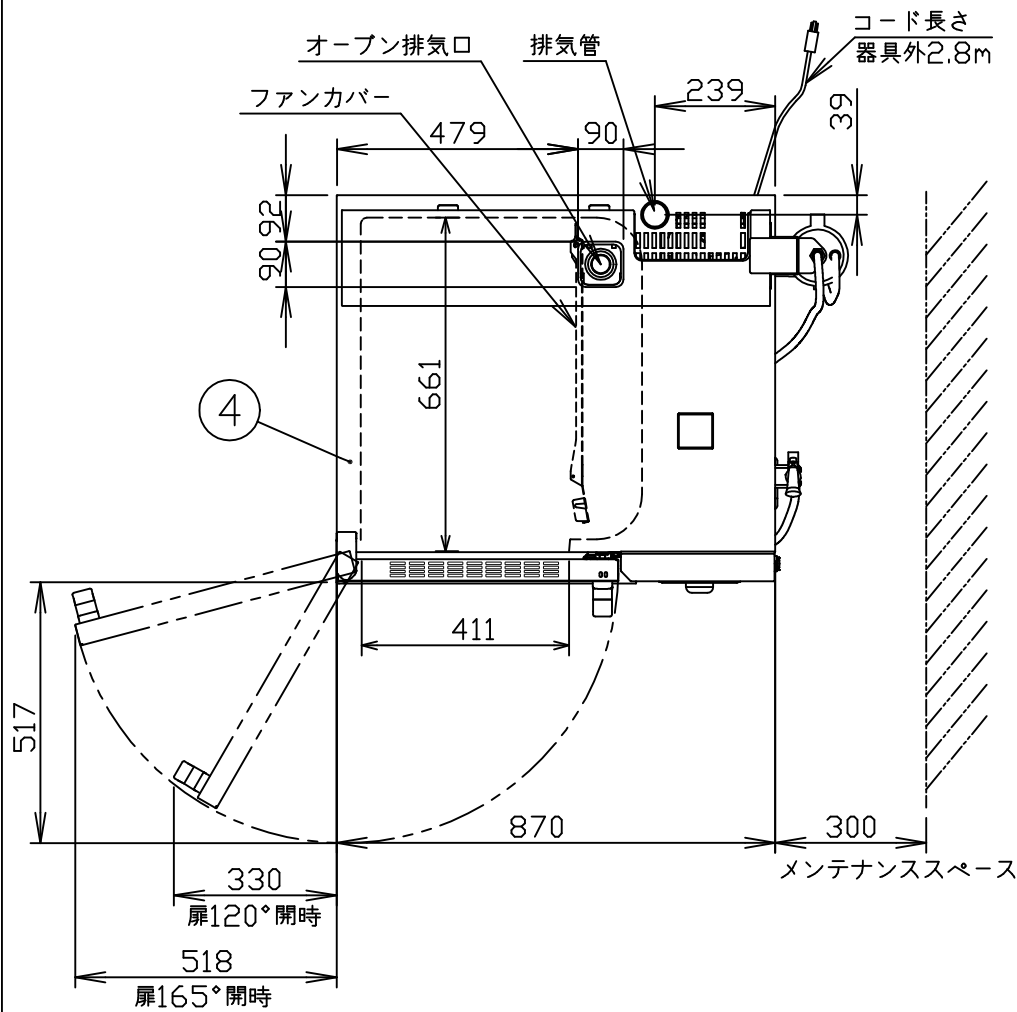 コード長さ
器具外2.8m
オーブン排気口
排気管
ファンカバー
239
39
479
90
92
90
661
4
411
517
870
300
メンテナンススペース
330
扉120°開時
518
扉165°開時